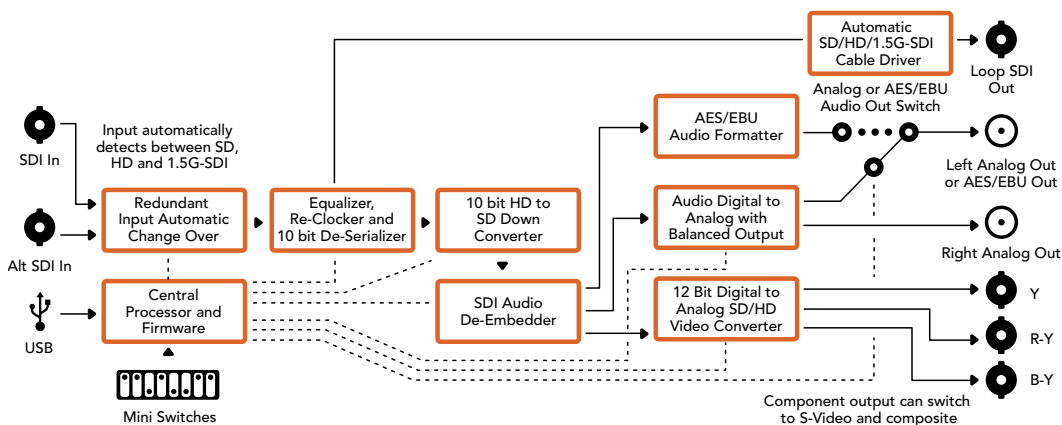 Automatic
SD/HD/1.5G-SDI
Cable Driver
Loop SDI
Out
Analog or AES/EBU
Audio Out Switch
SDI In
Input automatically
detects between SD,
HD and 1.5G-SDI
AES/EBU
Audio Formatter
Left Analog Out
or AES/EBU Out
Alt SDI In
Redundant
Input Automatic
Change Over
Equalizer,
Re-Clocker and
10 bit De-Serializer
10 bit HD to
SD Down
Converter
Audio Digital to
Analog with
Balanced Output
Right Analog Out
USB
Central
Processor and
Firmware
SDI Audio
De-Embedder
12 Bit Digital to
Analog SD/HD
Video Converter
Y
R-Y
B-Y
Mini Switches
Component output can switch
to S-Video and composite